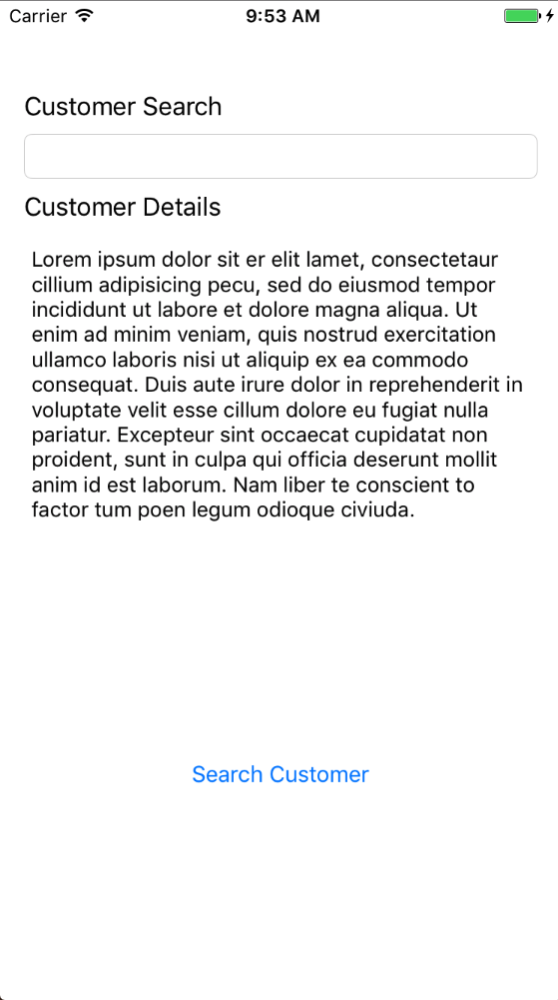 Carrier 9:53 AM
Customer Search
Customer Details
Lorem ipsum dolor sit er elit lamet, consectetaur
cillium adipisicing pecu, sed do eiusmod tempor
incididunt ut labore et dolore magna aliqua. Ut
enim ad minim veniam, quis nostrud exercitation
ullamco laboris nisi ut aliquip ex ea commodo
consequat. Duis aute irure dolor in reprehenderit in
voluptate velit esse cillum dolore eu fugiat nulla
pariatur. Excepteur sint occaecat cupidatat non
proident, sunt in culpa qui officia deserunt mollit
anim id est laborum. Nam liber te conscient to
factor tum poen legum odioque civiuda.
Search Customer